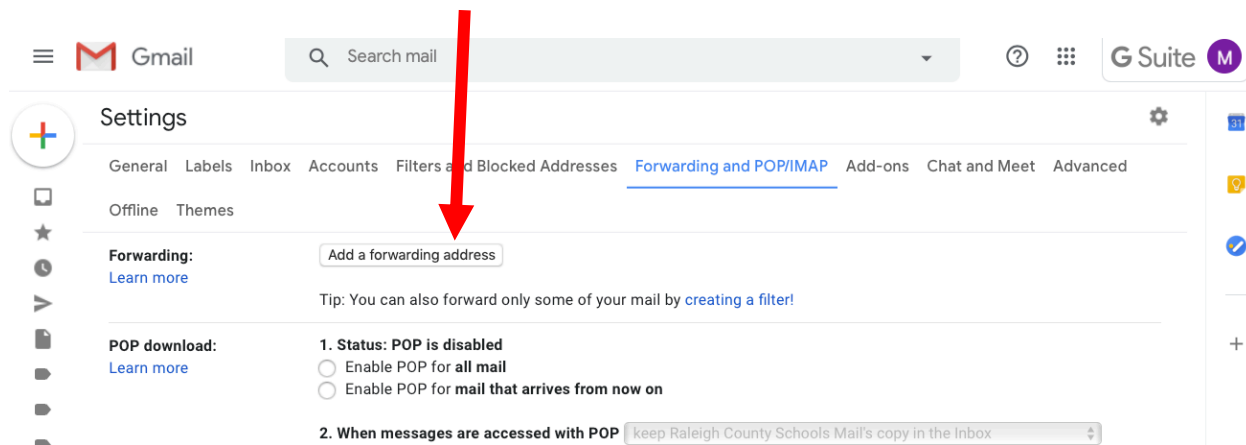 Gmail
Search mail
G Suite M
Settings
31
General Labels Inbox Accounts Filters and Blocked Addresses Forwarding and POP/IMAP Add-ons Chat and Meet Advanced
Offline Themes
Forwarding: Add a forwarding address
Learn more
Tip: You can also forward only some of your mail by creating a filter!
POP download: 1. Status: POP is disabled
Learn more Enable POP for all mail
Enable POP for mail that arrives from now on
2. When messages are accessed with POP keep Raleigh County Schools Mail's copy in the Inbox